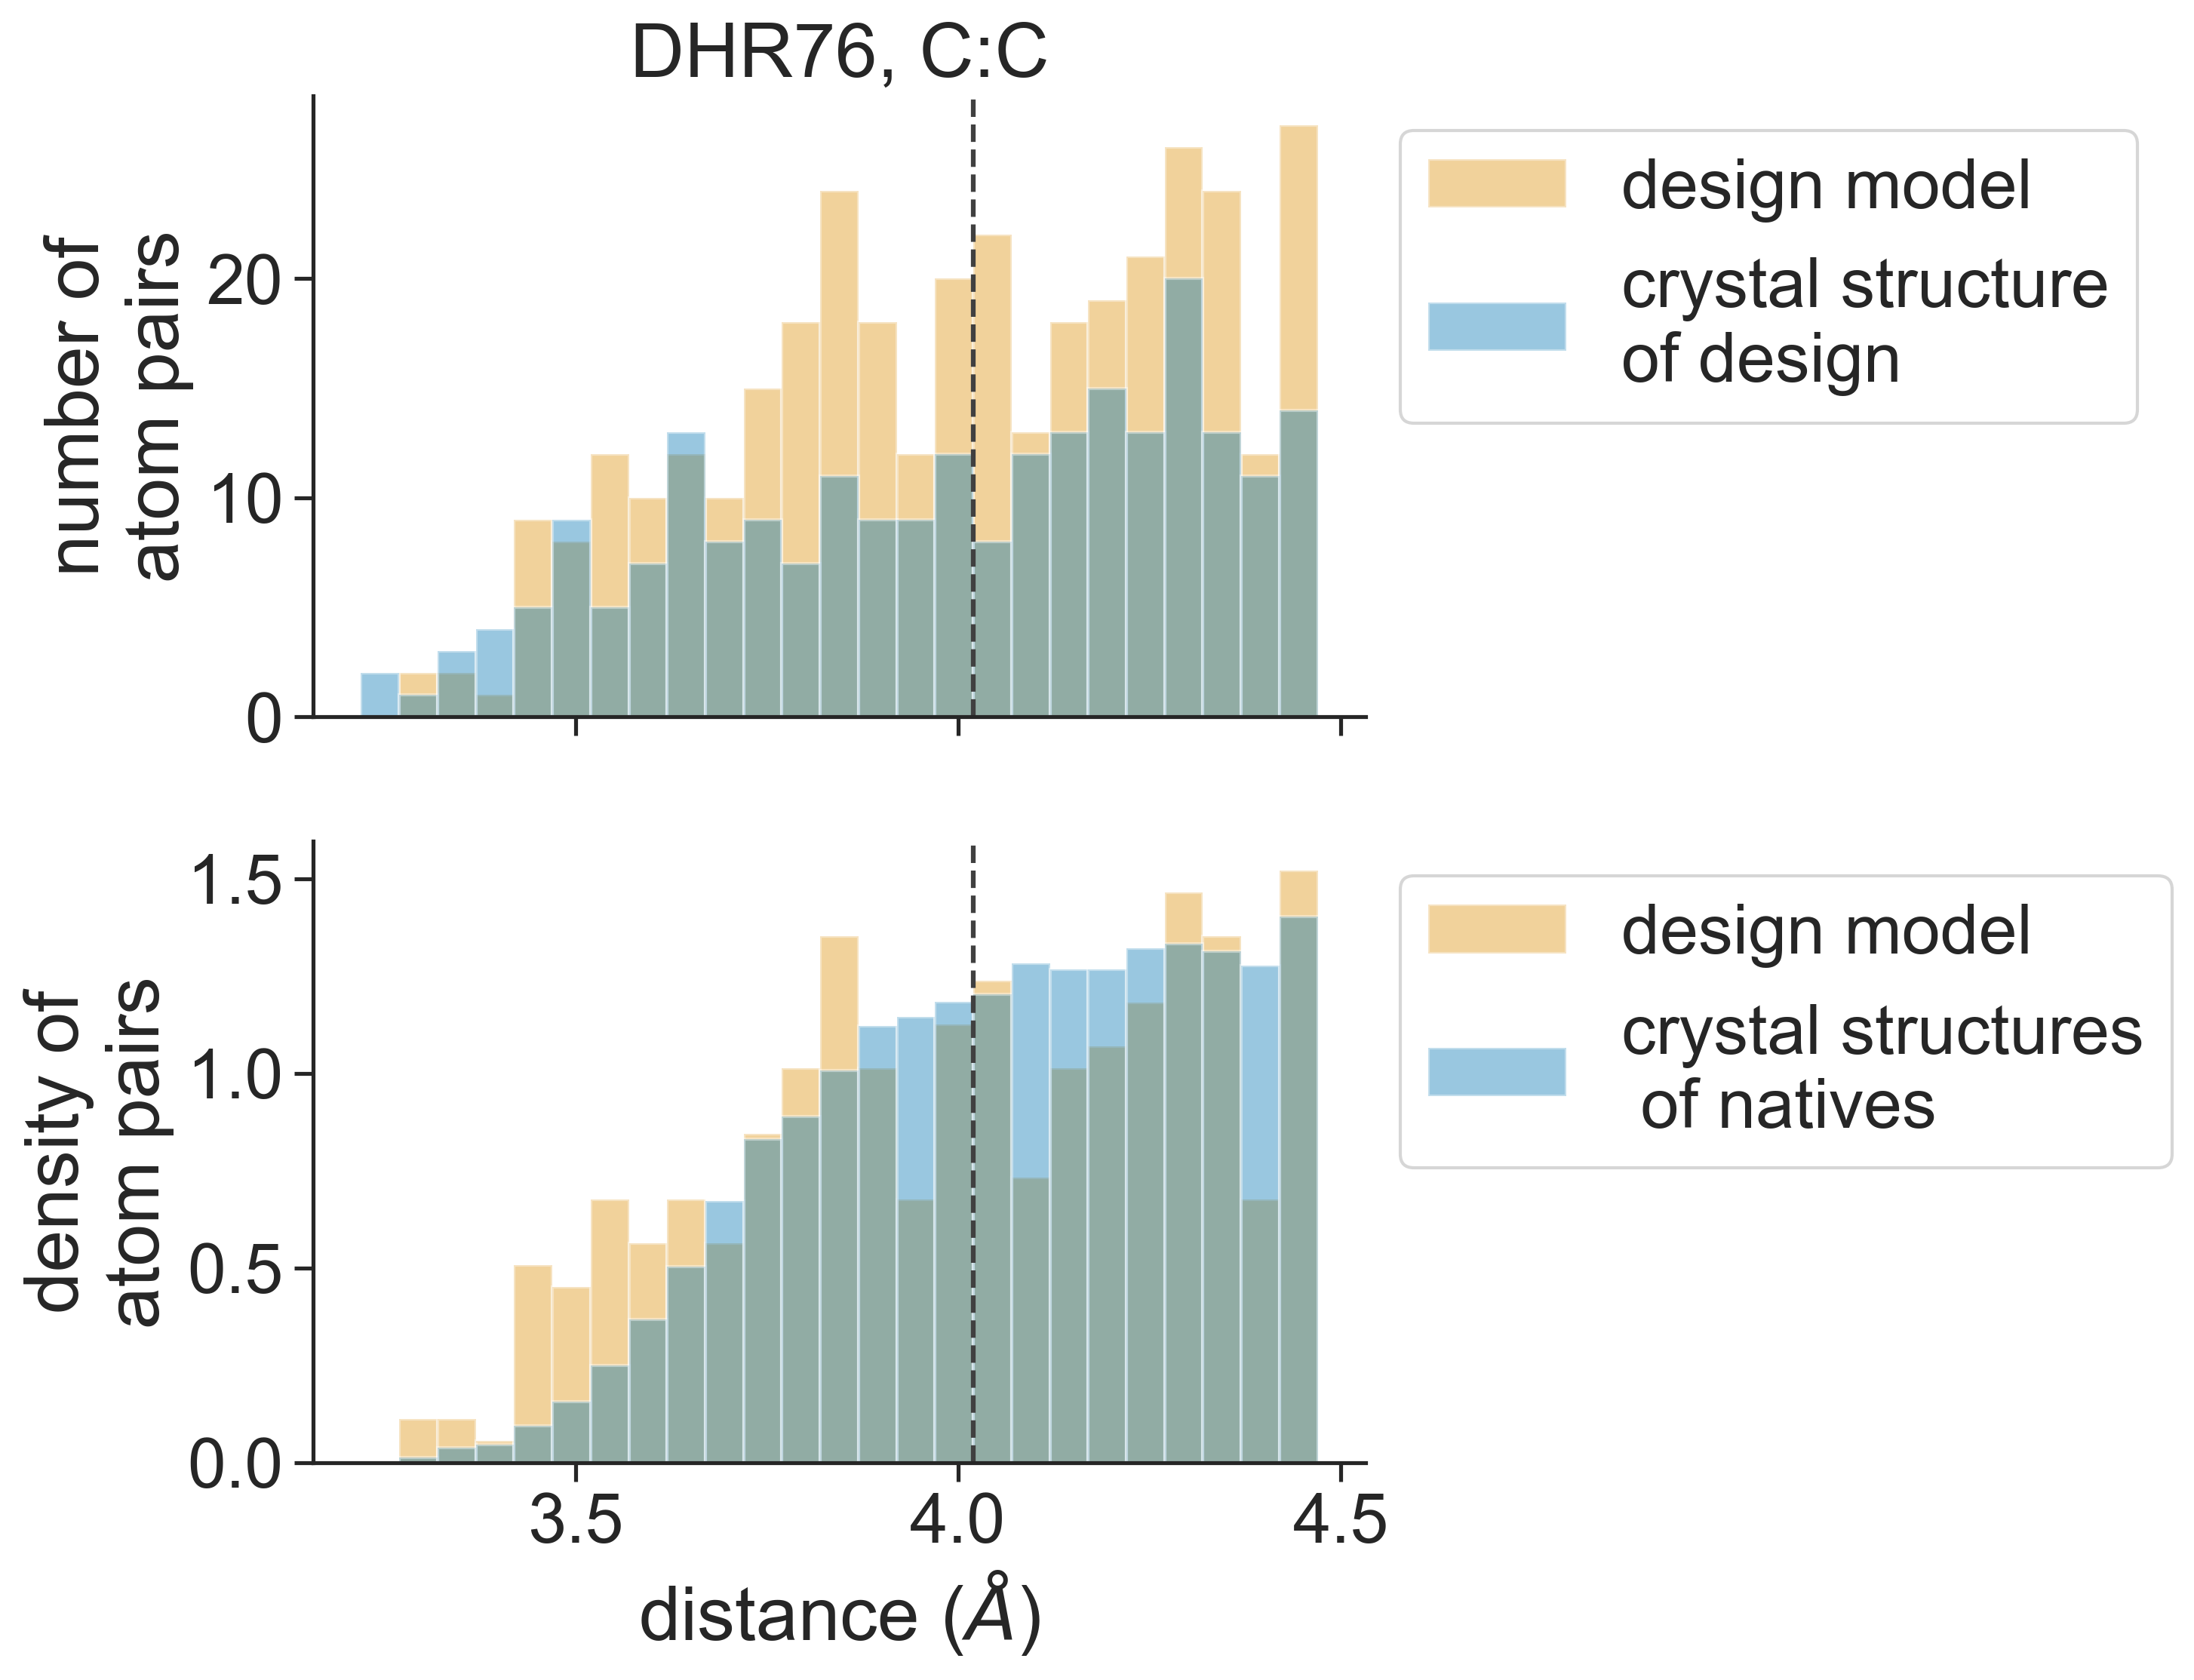 DHR76, C:C
number of
atom pairs
20
10
0
design model
crystal structure
of design
density of
atom pairs
1.5
1.0
0.5
0.0
design model
crystal structures
of natives
3.5 4.0 4.5
distance (Å)